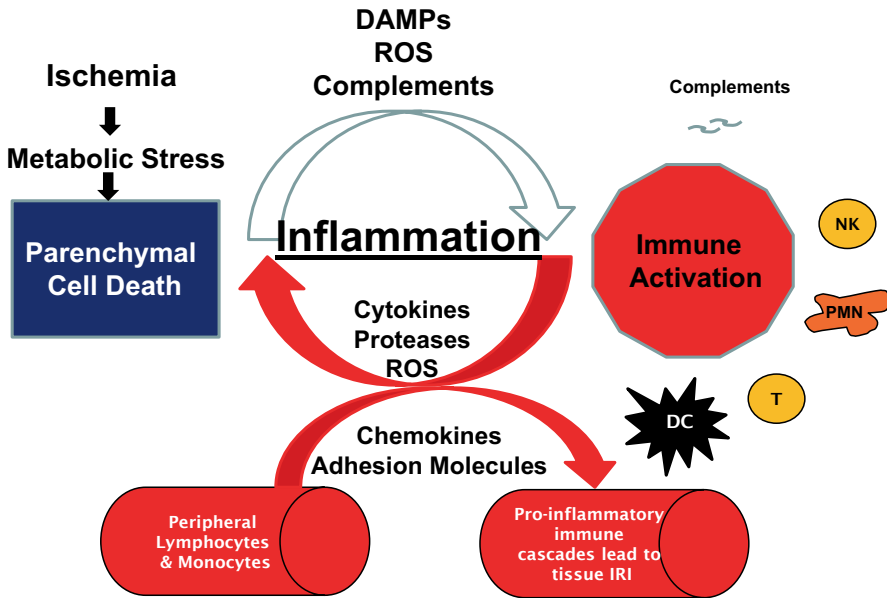 DAMPs
ROS
Complements
Ischemia
Metabolic Stress
Parenchymal
Cell Death
Inflammation
Complements
Immune
Activation
NK
PMN
T
DC
Cytokines
Proteases
ROS
Chemokines
Adhesion Molecules
Peripheral
Lymphocytes
& Monocytes
Pro-inflammatory
immune
cascades lead to
tissue IRI